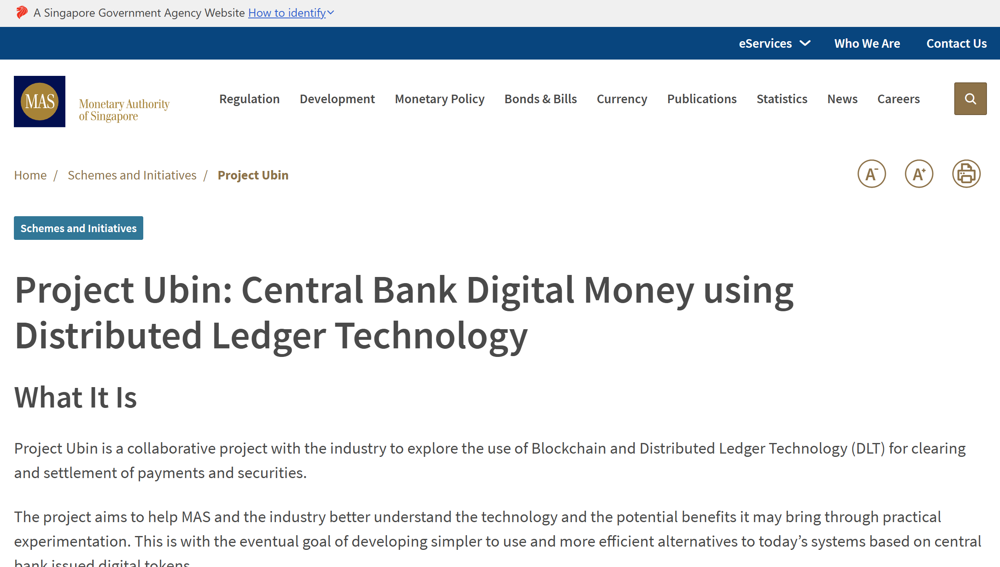 A Singapore Government Agency Website How to identify
eServices Who We Are Contact Us
MAS
Monetary Authority
of Singapore
Regulation Development Monetary Policy Bonds & Bills Currency Publications Statistics News Careers
Home / Schemes and Initiatives / Project Ubin
A- A+
Schemes and Initiatives
Project Ubin: Central Bank Digital Money using
Distributed Ledger Technology
What It Is
Project Ubin is a collaborative project with the industry to explore the use of Blockchain and Distributed Ledger Technology (DLT) for clearing
and settlement of payments and securities.
The project aims to help MAS and the industry better understand the technology and the potential benefits it may bring through practical
experimentation. This is with the eventual goal of developing simpler to use and more efficient alternatives to today’s systems based on central
bank issued digital tokens.